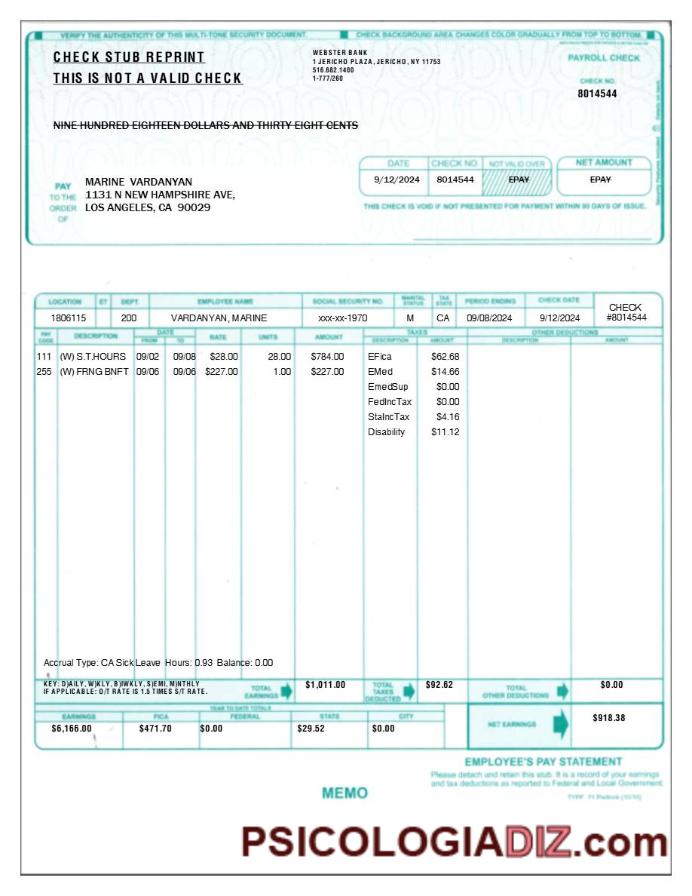 VERIFY THE AUTHENTICITY OF THIS MULTI-TONE SECURITY DOCUMENT. CHECK BACKGROUND AREA CHANGES COLOR GRADUALLY FROM TOP TO BOTTOM.
CHECK STUB REPRINT
THIS IS NOT A VALID CHECK
WEBSTER BANK
1 JERICHO PLAZA, JERICHO, NY 11753
516.682.1400
1-777/260
PAYROLL CHECK
CHECK NO.
8014544
NINE HUNDRED EIGHTEEN DOLLARS AND THIRTY EIGHT CENTS
DATE CHECK NO. NOT VALID OVER NET AMOUNT
9/12/2024 8014544 EPAY EPAY
THIS CHECK IS VOID IF NOT PRESENTED FOR PAYMENT WITHIN 90 DAYS OF ISSUE.
PAY
TO THE
ORDER
OF
MARINE VARDANYAN
1131 N NEW HAMPSHIRE AVE,
LOS ANGELES, CA 90029
LOCATION ET DEPT. EMPLOYEE NAME SOCIAL SECURITY NO. MARITAL STATUS TAX STATE PERIOD ENDING CHECK DATE CHECK
1806115 200 VARDANYAN, MARINE xxx-xx-1970 M CA 09/08/2024 9/12/2024 #8014544
PAY CODE DESCRIPTION DATE FROM TO RATE UNITS AMOUNT TAXES DESCRIPTION AMOUNT OTHER DEDUCTIONS DESCRIPTION AMOUNT
111 (W) S.T.HOURS 09/02 09/08 $28.00 28.00 $784.00 EFica $62.68
255 (W) FRNG BNFT 09/06 09/06 $227.00 1.00 $227.00 EMed $14.66
EmedSup $0.00
FedIncTax $0.00
StaIncTax $4.16
Disability $11.12
Accrual Type: CA Sick Leave Hours: 0.93 Balance: 0.00
KEY: D)AILY, W)KLY, B)IWKLY, S)EMI, M)NTHLY
IF APPLICABLE: O/T RATE IS 1.5 TIMES S/T RATE.
TOTAL EARNINGS $1,011.00 TOTAL TAXES DEDUCTED $92.62 TOTAL OTHER DEDUCTIONS $0.00
YEAR TO DATE TOTALS
EARNINGS FICA FEDERAL STATE CITY
$6,166.00 $471.70 $0.00 $29.52 $0.00
NET EARNINGS $918.38
EMPLOYEE'S PAY STATEMENT
Please detach and retain this stub. It is a record of your earnings
and tax deductions as reported to Federal and Local Government.
MEMO
PSICOLOGIADIZ.com